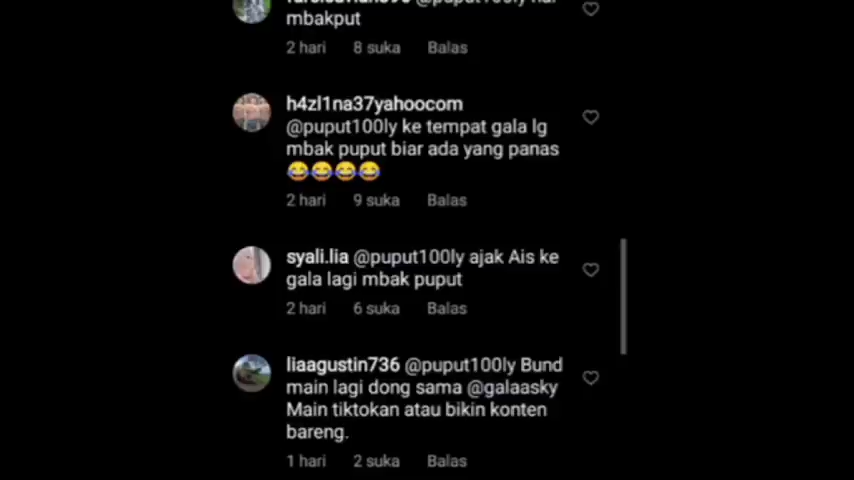 @puput100ly
mbakput
2 hari 8 suka Balas
h4zl1na37yahoocom
@puput100ly ke tempat gala lg
mbak puput biar ada yang panas
😂😂😂😂
2 hari 9 suka Balas
syali.lia @puput100ly ajak Ais ke
gala lagi mbak puput
2 hari 6 suka Balas
liaagustin736 @puput100ly Bund
main lagi dong sama @galaasky
Main tiktokan atau bikin konten
bareng.
1 hari 2 suka Balas